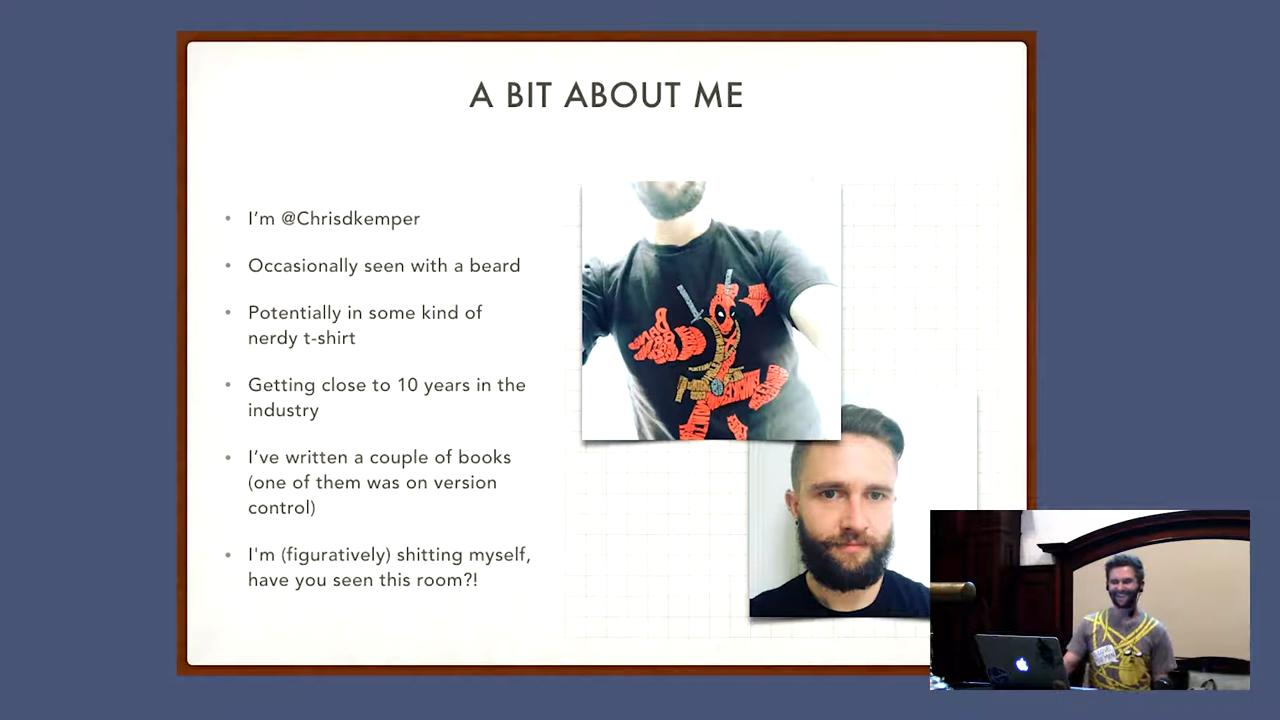 A BIT ABOUT ME
• I’m @Chrisdkemper
• Occasionally seen with a beard
• Potentially in some kind of
nerdy t-shirt
• Getting close to 10 years in the
industry
• I’ve written a couple of books
(one of them was on version
control)
• I'm (figuratively) shitting myself,
have you seen this room?!